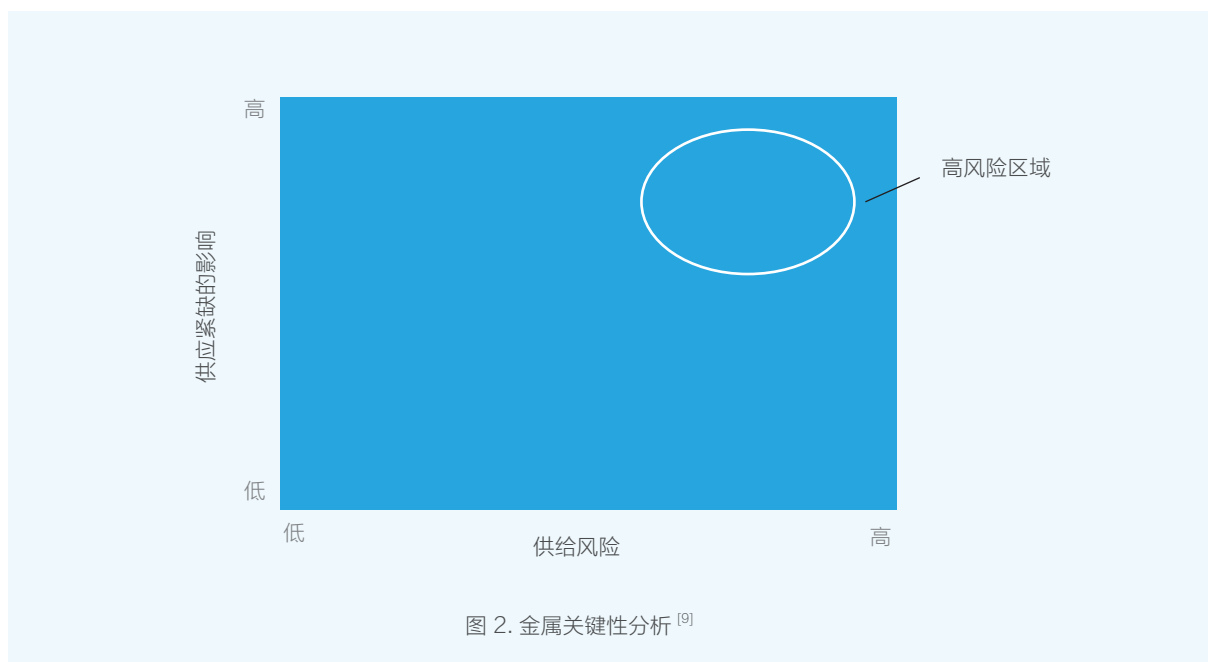 高
高风险区域
供应紧缺的影响
低
低
供给风险
高
图 2. 金属关键性分析 [9]